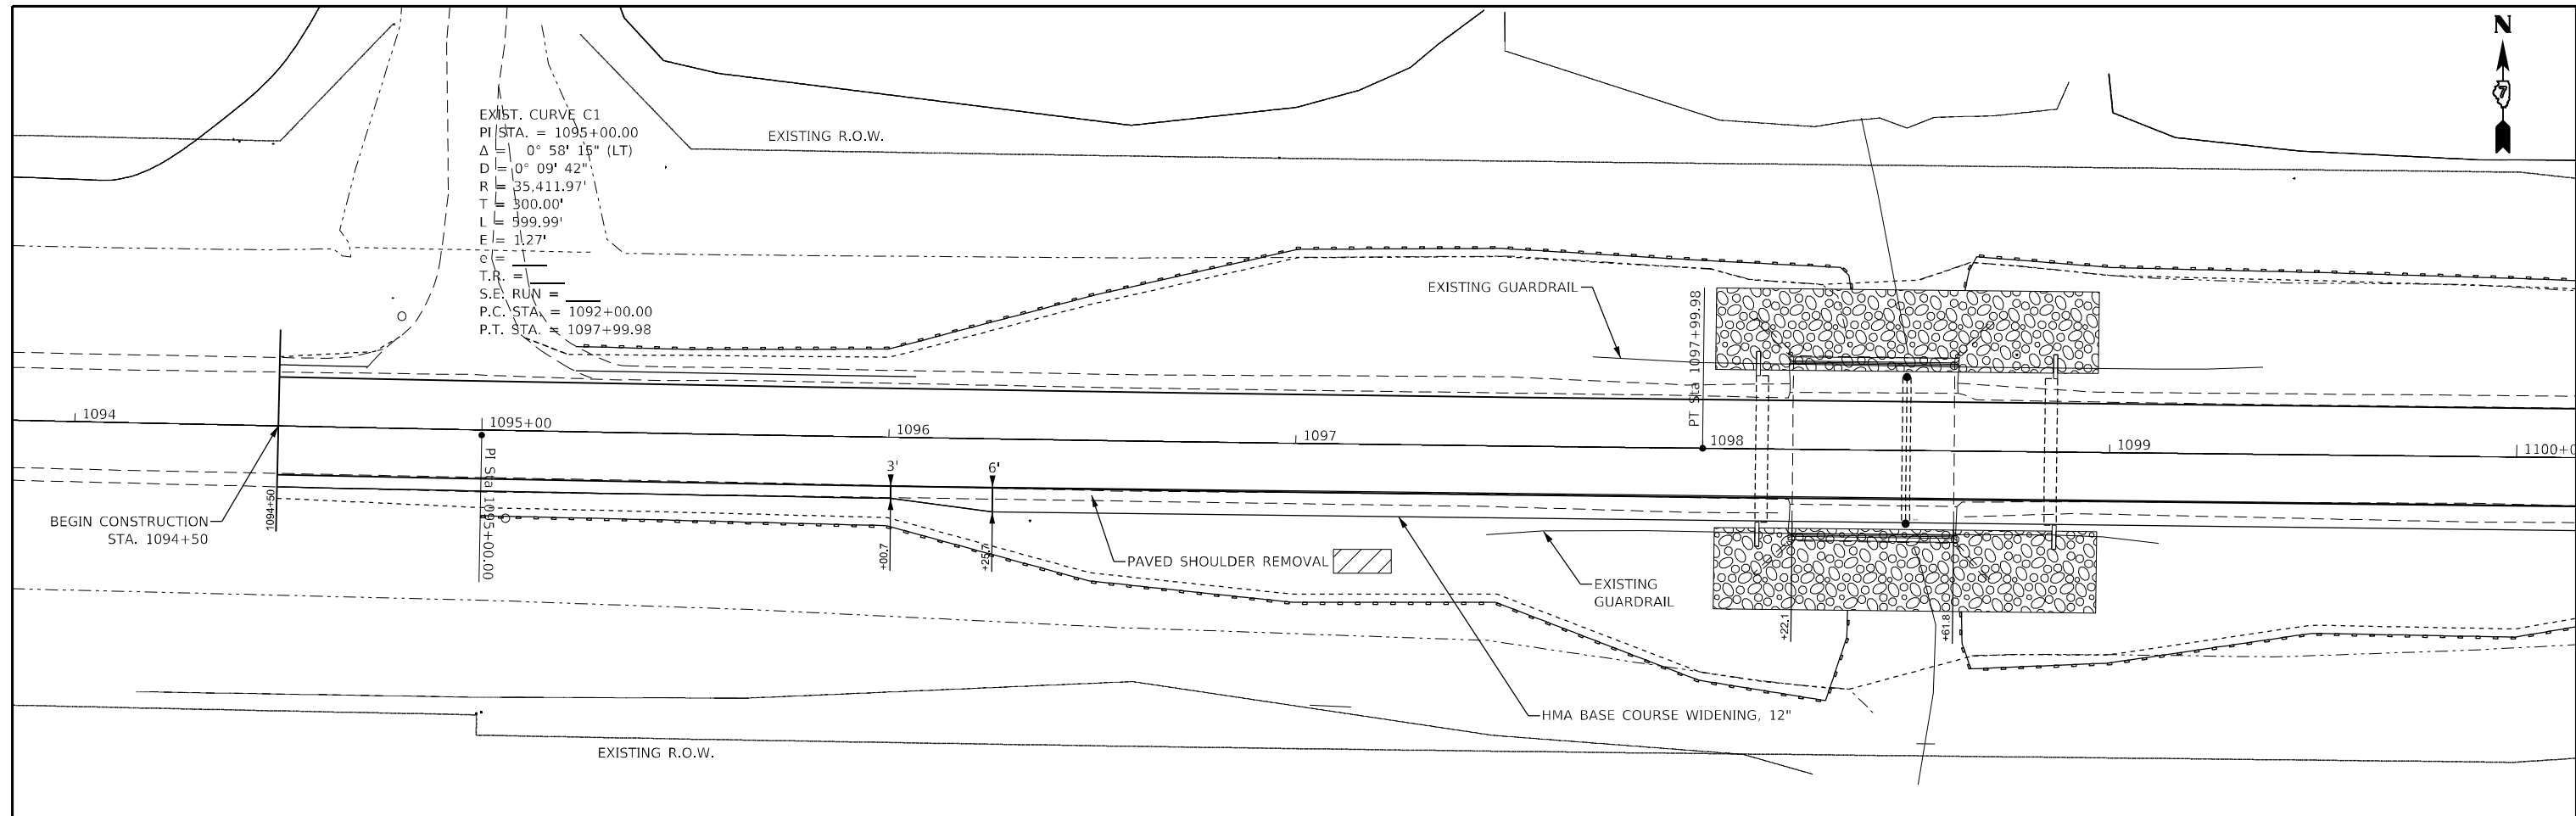 N
7
EXIST. CURVE C1
PI STA. = 1095+00.00
Δ = 0° 58' 15" (LT)
D = 0° 09' 42"
R = 35,411.97'
T = 300.00'
L = 599.99'
E = 1.27'
e = ____
T.R. = ____
S.E. RUN = ____
P.C. STA. = 1092+00.00
P.T. STA. = 1097+99.98
EXISTING R.O.W.
EXISTING GUARDRAIL
PT Sta 1097+99.98
1094
1095+00
1096
1097
1098
1099
1100+0
PI Sta 1095+00.00
3'
6'
1094+50
BEGIN CONSTRUCTION
STA. 1094+50
+00.7
+25.7
PAVED SHOULDER REMOVAL
EXISTING
GUARDRAIL
+22.1
+61.8
HMA BASE COURSE WIDENING, 12"
EXISTING R.O.W.